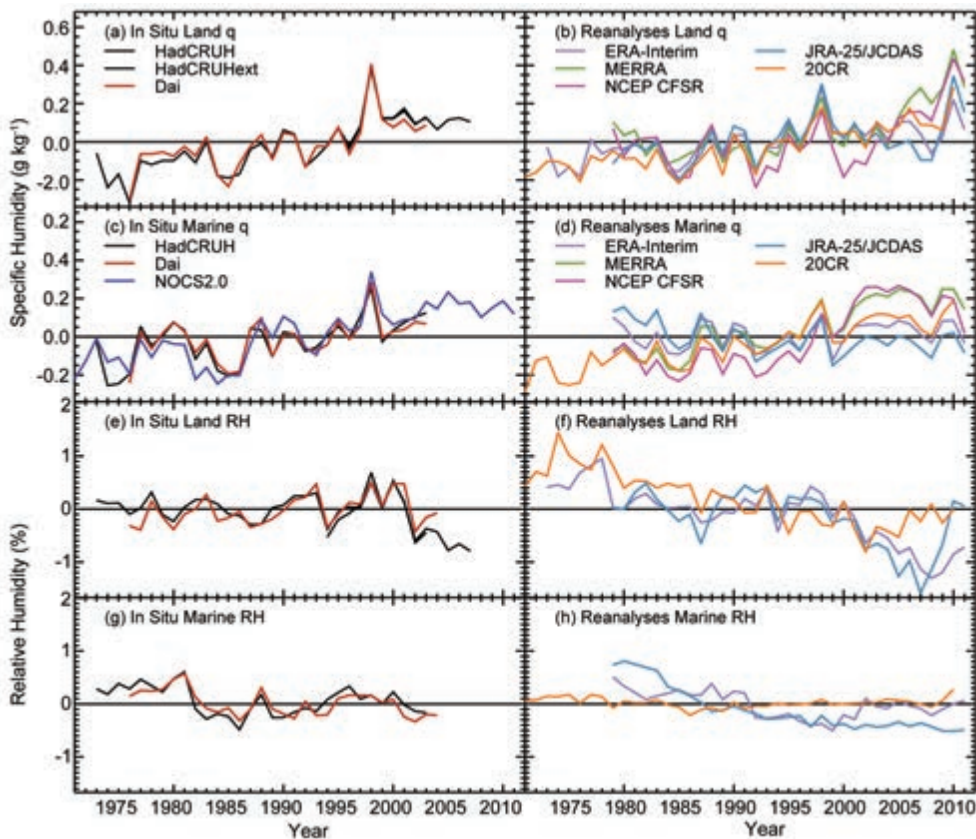 (a) In Situ Land q
HadCRUH
HadCRUHext
Dai
(b) Reanalyses Land q
ERA-Interim
MERRA
NCEP CFSR
JRA-25/JCDAS
20CR
0.6
0.4
0.2
0.0
-2.0
(c) In Situ Marine q
HadCRUH
Dai
NOCS2.0
(d) Reanalyses Marine q
ERA-Interim
MERRA
NCEP CFSR
JRA-25/JCDAS
20CR
0.2
0.4
0.2
0.0
-0.2
Specific Humidity (g kg⁻¹)
(e) In Situ Land RH
(f) Reanalyses Land RH
2
1
0
-1
(g) In Situ Marine RH
(h) Reanalyses Marine RH
2
1
0
-1
Relative Humidity (%)
1975 1980 1985 1990 1995 2000 2005 2010
1975 1980 1985 1990 1995 2000 2005 2010
Year
Year